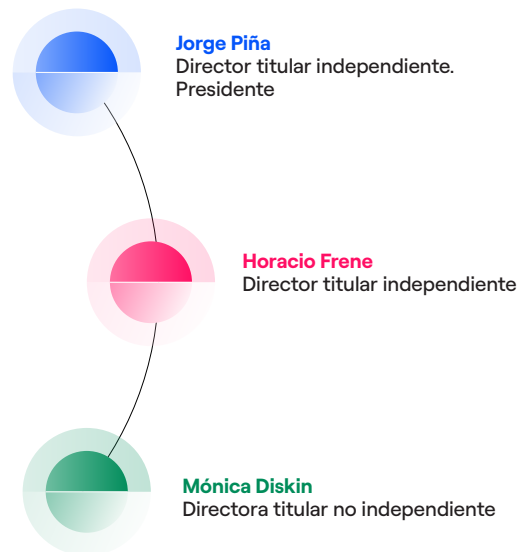 Jorge Piña
Director titular independiente.
Presidente
Horacio Frene
Director titular independiente
Mónica Diskin
Directora titular no independiente